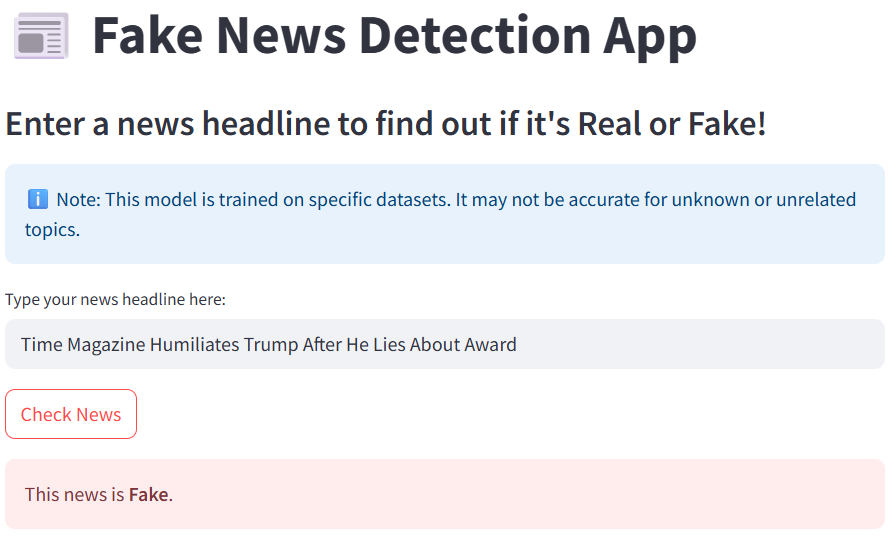 Fake News Detection App
Enter a news headline to find out if it's Real or Fake!
Note: This model is trained on specific datasets. It may not be accurate for unknown or unrelated
topics.
Type your news headline here:
Time Magazine Humiliates Trump After He Lies About Award
Check News
This news is Fake.